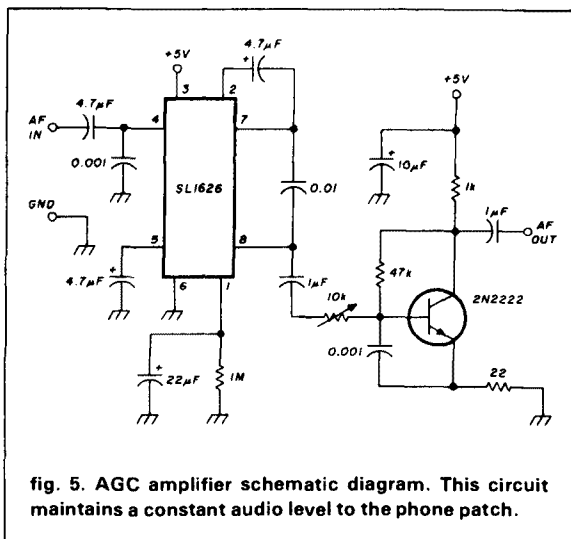 +5V
4.7µF
+
3
2
4.7µF
AF
IN
4
7
0.001
SL1626
0.01
GND
5
8
+
4.7µF
6
1
1µF
10k
+
22µF
1M
+5V
+
10µF
1k
1µF
AF
OUT
47k
2N2222
0.001
22
fig. 5. AGC amplifier schematic diagram. This circuit
maintains a constant audio level to the phone patch.